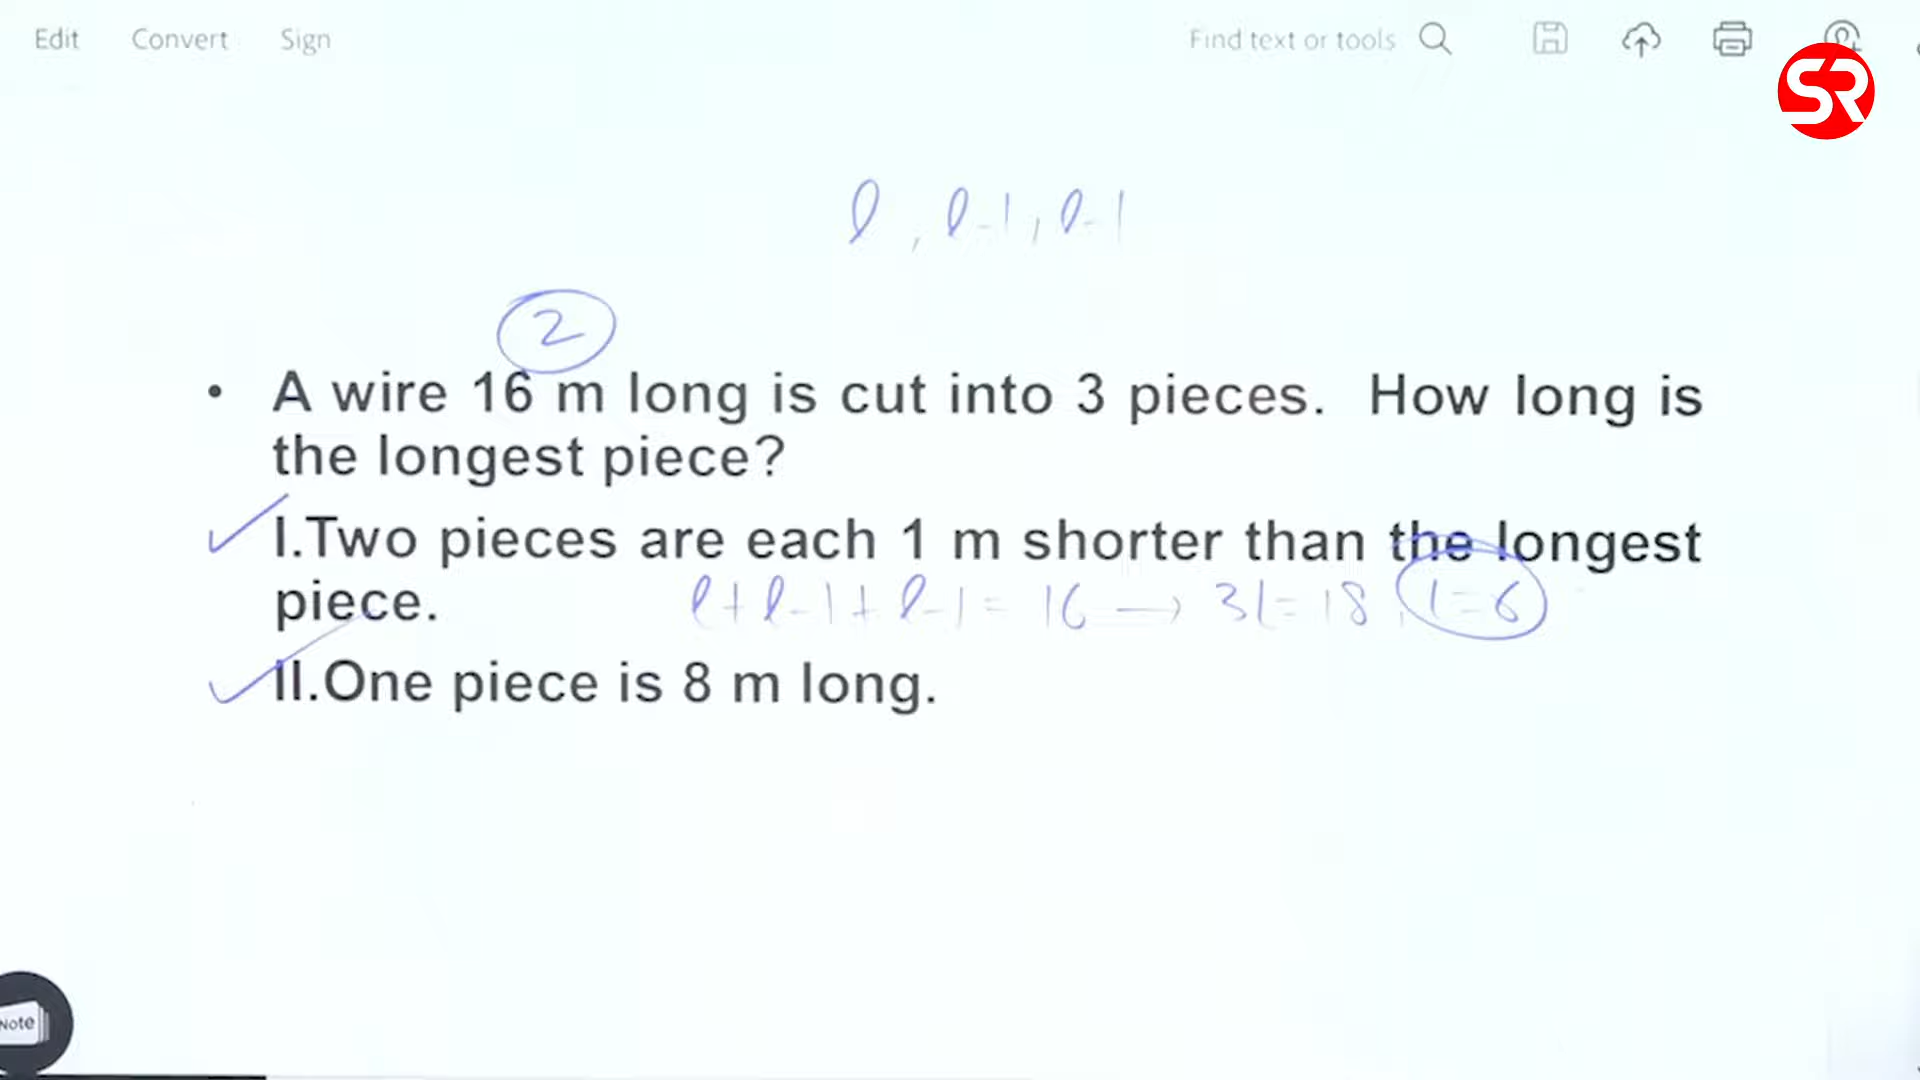 Edit Convert Sign Find text or tools
SR
l, l-1, l-1
2
• A wire 16 m long is cut into 3 pieces. How long is
the longest piece?
I.Two pieces are each 1 m shorter than the longest
piece.
l+l-1+l-1=16 → 3l=18, l=6
II.One piece is 8 m long.
Note